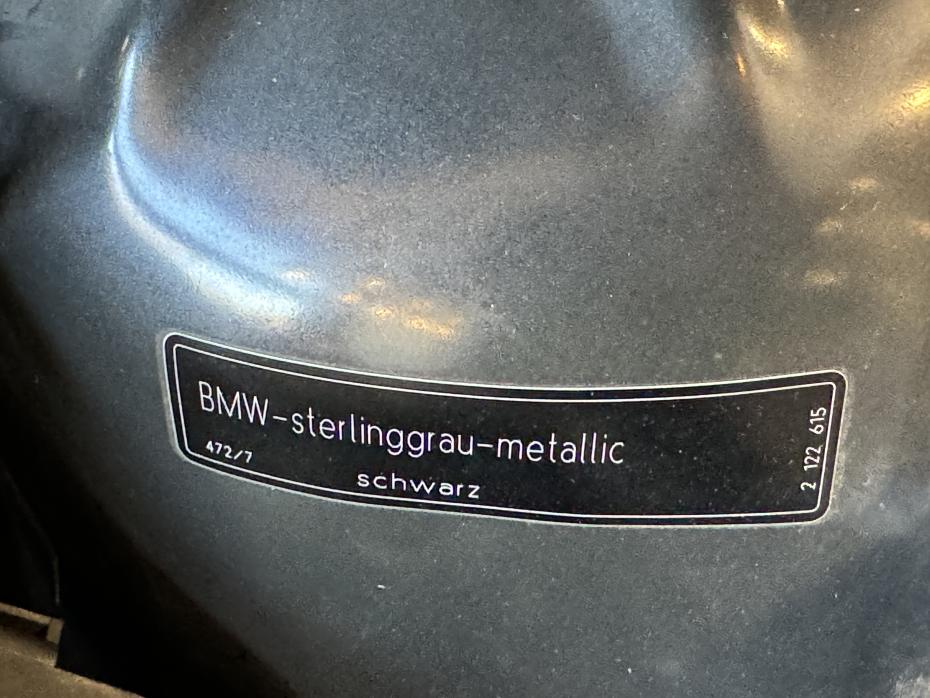 BMW-sterlinggrau-metallic
472/7
schwarz
2 122 615